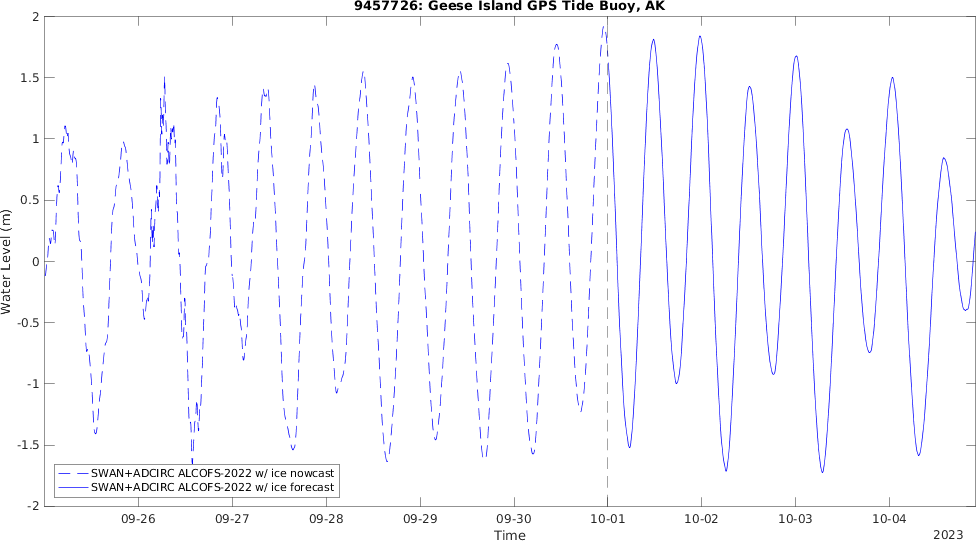 9457726: Geese Island GPS Tide Buoy, AK
Water Level (m)
2
1.5
1
0.5
0
-0.5
-1
-1.5
-2
SWAN+ADCIRC ALCOFS-2022 w/ ice nowcast
SWAN+ADCIRC ALCOFS-2022 w/ ice forecast
09-26 09-27 09-28 09-29 09-30 10-01 10-02 10-03 10-04
Time
2023